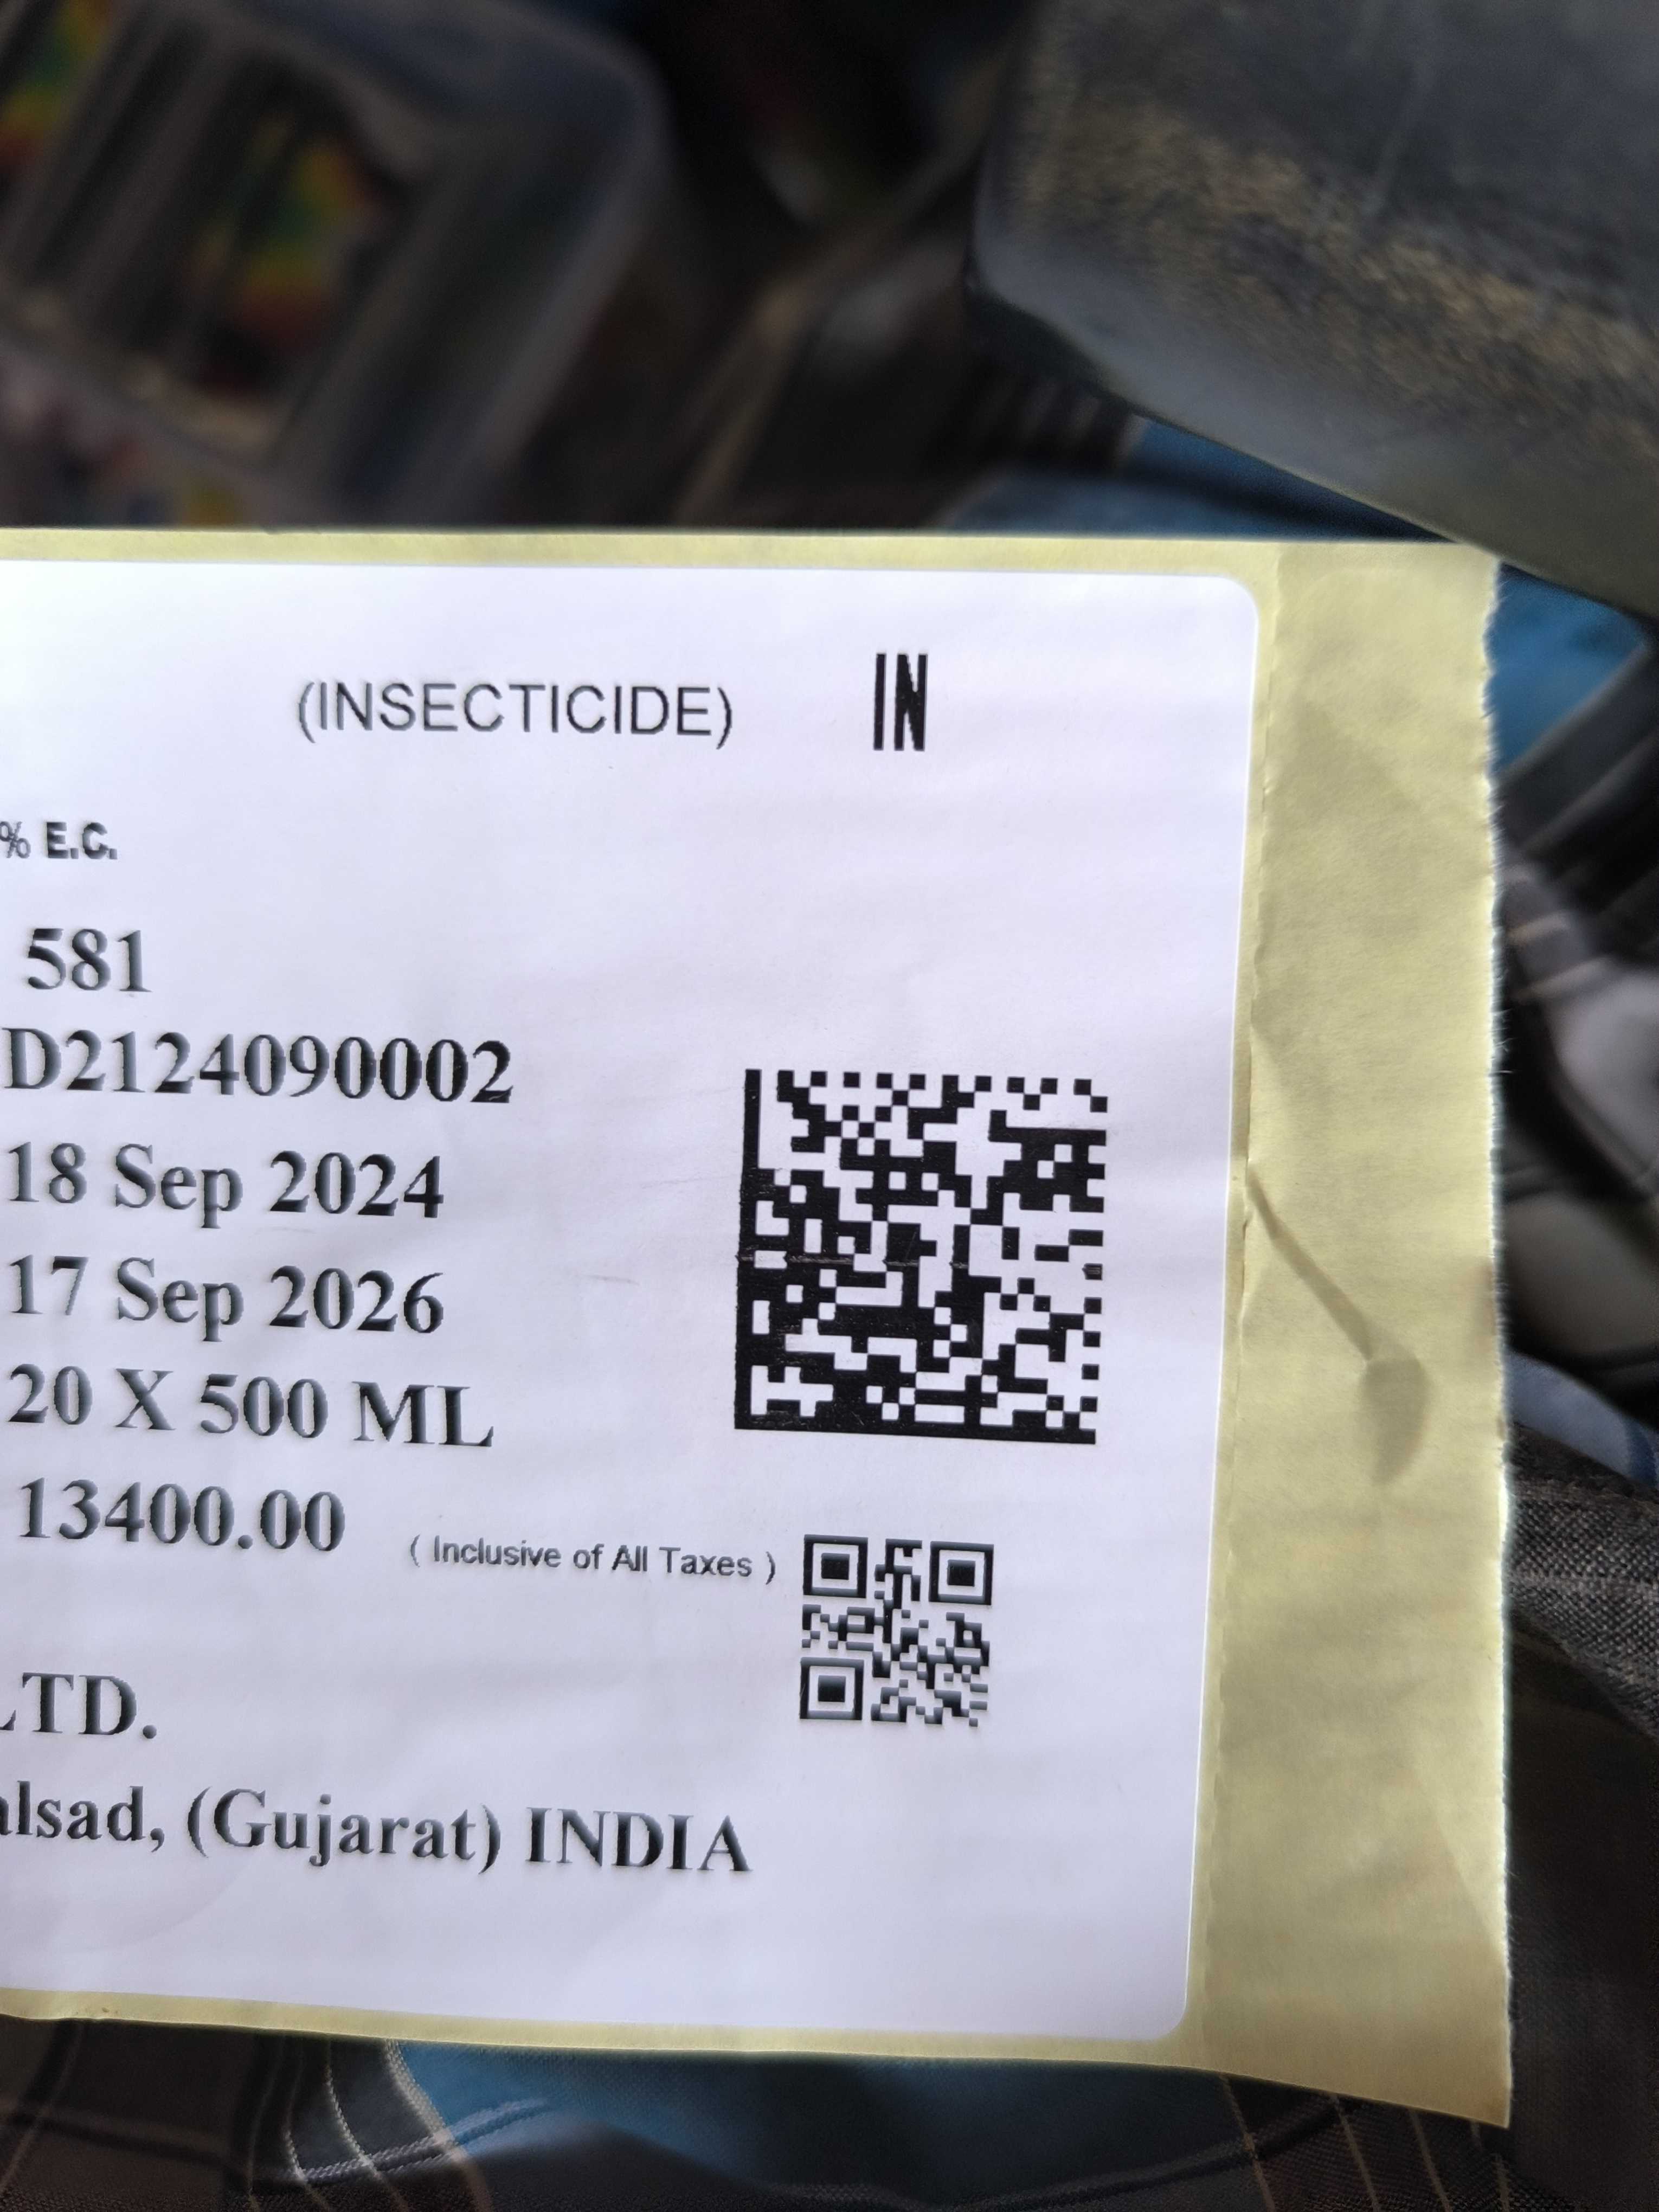 (INSECTICIDE) IN
% E.C.
581
D2124090002
18 Sep 2024
17 Sep 2026
20 X 500 ML
13400.00 ( Inclusive of All Taxes )
LTD.
alsad, (Gujarat) INDIA